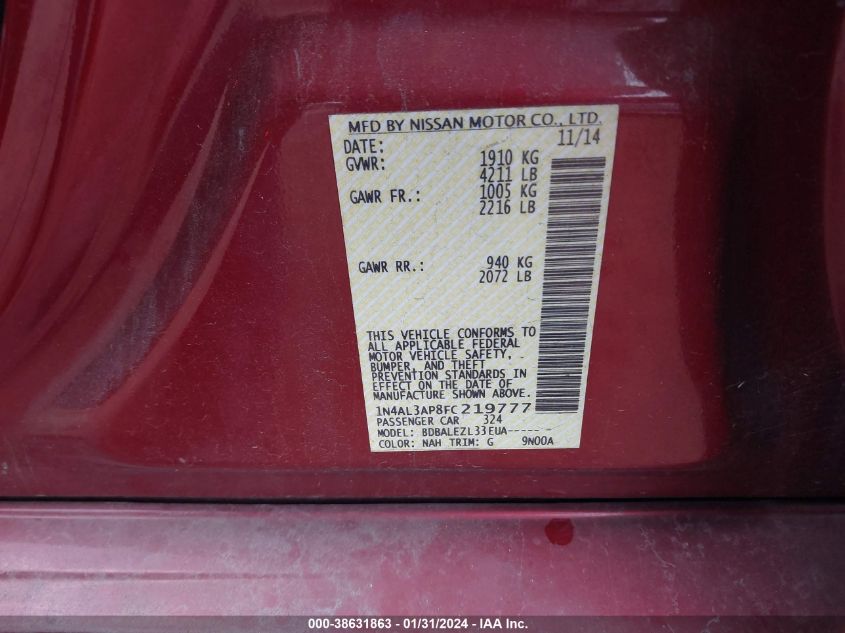 MFD BY NISSAN MOTOR CO., LTD.
DATE: 11/14
GVWR: 1910 KG
4211 LB
GAWR FR.: 1005 KG
2216 LB
GAWR RR.: 940 KG
2072 LB
THIS VEHICLE CONFORMS TO
ALL APPLICABLE FEDERAL
MOTOR VEHICLE SAFETY,
BUMPER, AND THEFT
PREVENTION STANDARDS IN
EFFECT ON THE DATE OF
MANUFACTURE SHOWN ABOVE.
1N4AL3AP8FC219777
PASSENGER CAR 324
MODEL: BDBALEZL33EUA-----
COLOR: NAH TRIM: G 9N00A
000-38631863 - 01/31/2024 - IAA Inc.